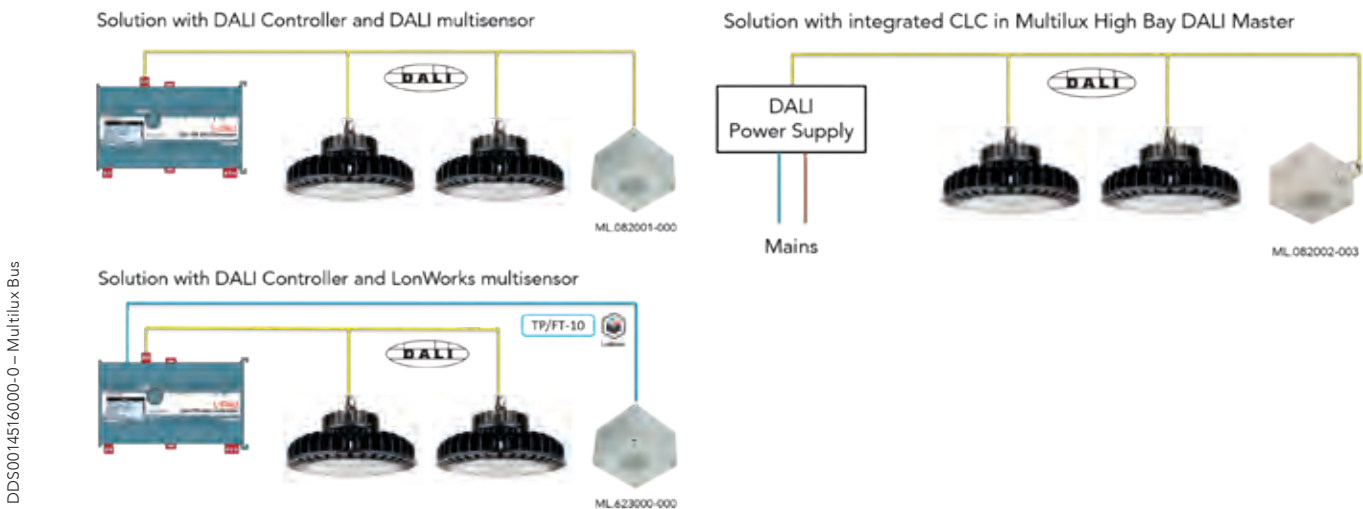 Solution with DALI Controller and DALI multisensor
DALI
ML.082001-000
Solution with integrated CLC in Multilux High Bay DALI Master
DALI
DALI
Power Supply
Mains
ML.082002-003
Solution with DALI Controller and LonWorks multisensor
TP/FT-10
DALI
ML.623000-000
DDS0014516000-0 – Multilux Bus